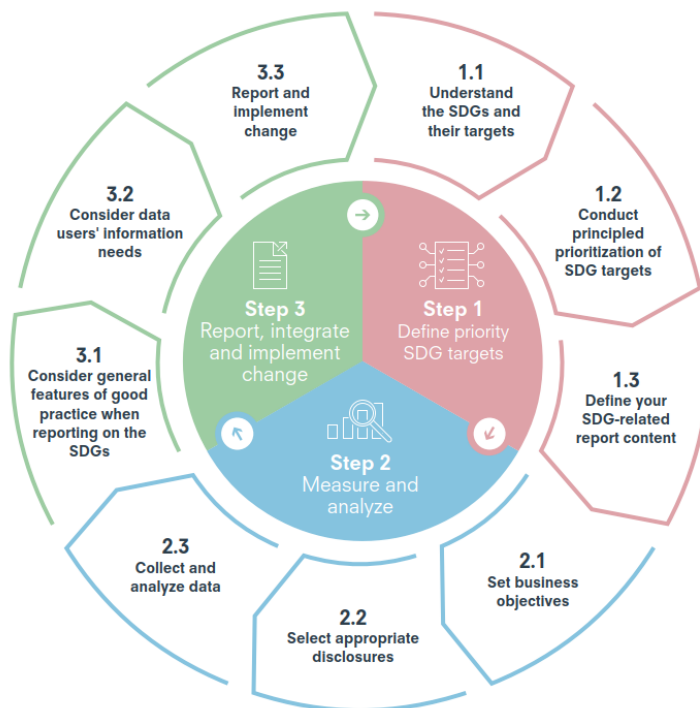 1.1
Understand
the SDGs and
their targets
1.2
Conduct
principled
prioritization of
SDG targets
1.3
Define your
SDG-related
report content
2.1
Set business
objectives
2.2
Select appropriate
disclosures
2.3
Collect and
analyze data
3.1
Consider general
features of good
practice when
reporting on the
SDGs
3.2
Consider data
users' information
needs
3.3
Report and
implement
change
Step 1
Define priority
SDG targets
Step 2
Measure and
analyze
Step 3
Report, integrate
and implement
change